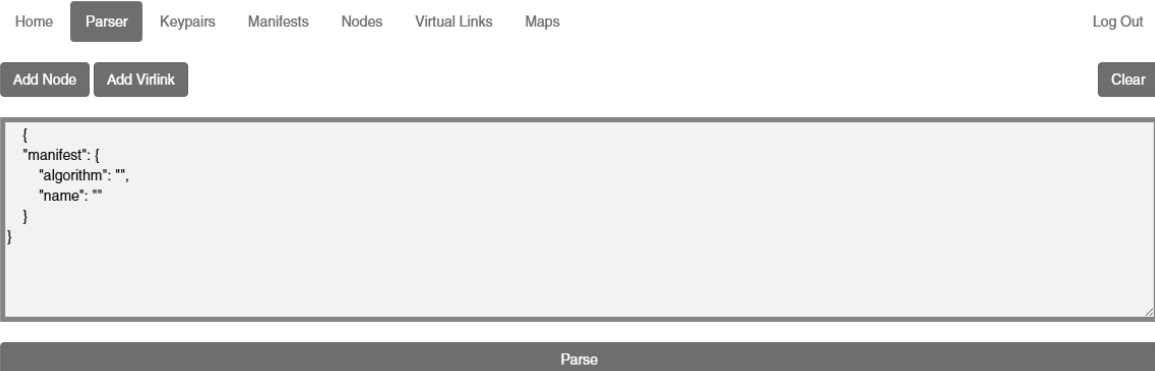 Home Parser Keypairs Manifests Nodes Virtual Links Maps Log Out
Add Node Add Virlink Clear
{
"manifest": {
"algorithm": "",
"name": ""
}
}
Parse